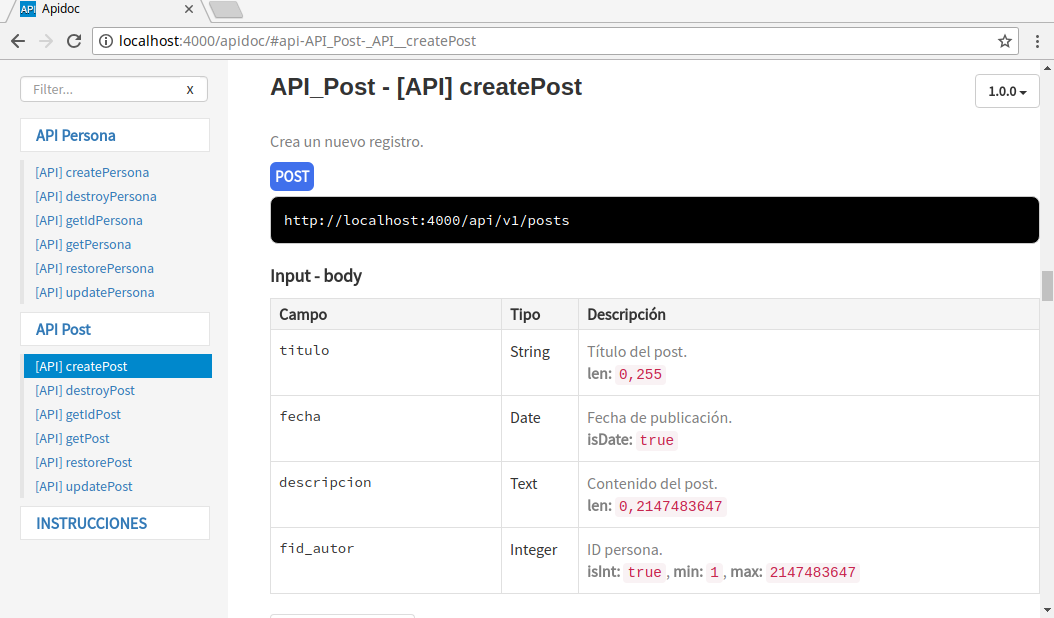 API Apidoc
localhost:4000/apidoc/#api-API_Post-_API__createPost
Filter... x
API Persona
[API] createPersona
[API] destroyPersona
[API] getIdPersona
[API] getPersona
[API] restorePersona
[API] updatePersona
API Post
[API] createPost
[API] destroyPost
[API] getIdPost
[API] getPost
[API] restorePost
[API] updatePost
INSTRUCCIONES
API_Post - [API] createPost
1.0.0
Crea un nuevo registro.
POST
http://localhost:4000/api/v1/posts
Input - body
Campo Tipo Descripción
titulo String Título del post.
len: 0,255
fecha Date Fecha de publicación.
isDate: true
descripcion Text Contenido del post.
len: 0,2147483647
fid_autor Integer ID persona.
isInt: true , min: 1 , max: 2147483647